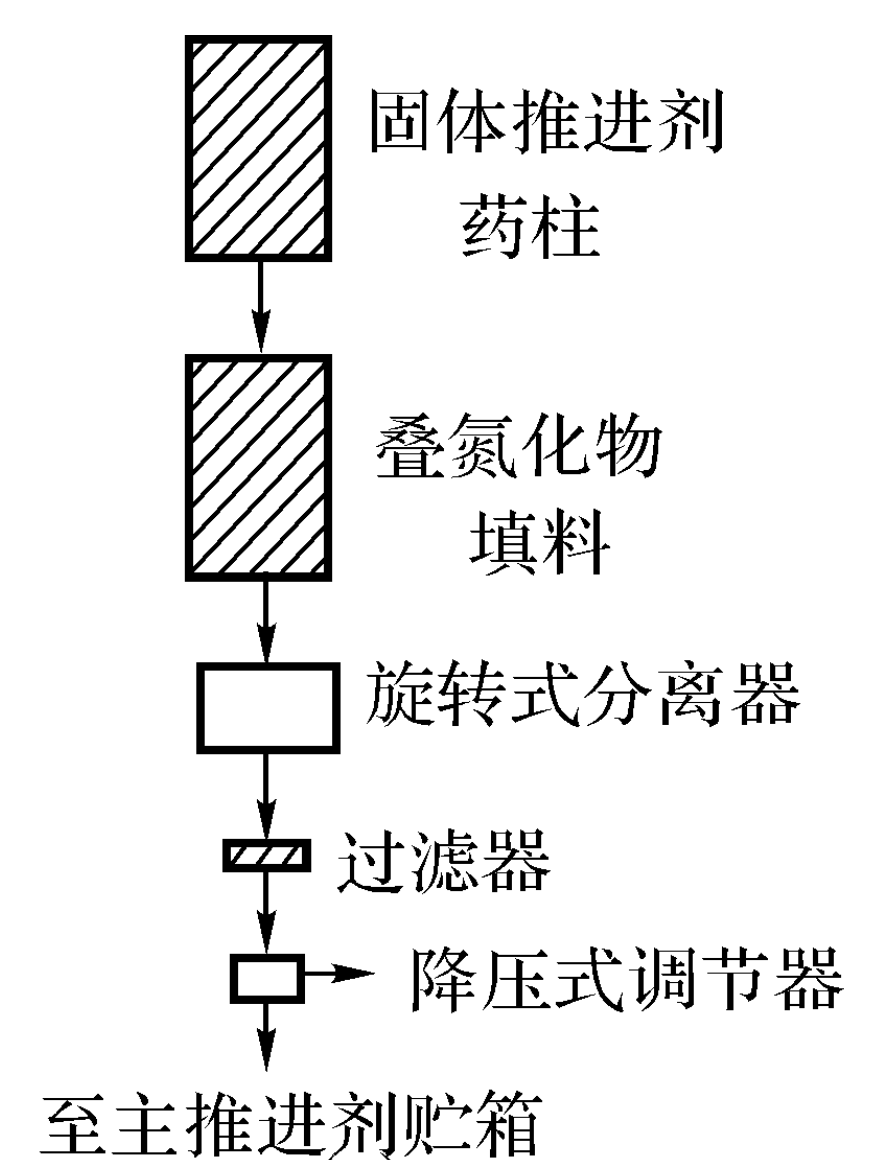 固体推进剂
药柱
叠氮化物
填料
旋转式分离器
过滤器
降压式调节器
至主推进剂贮箱